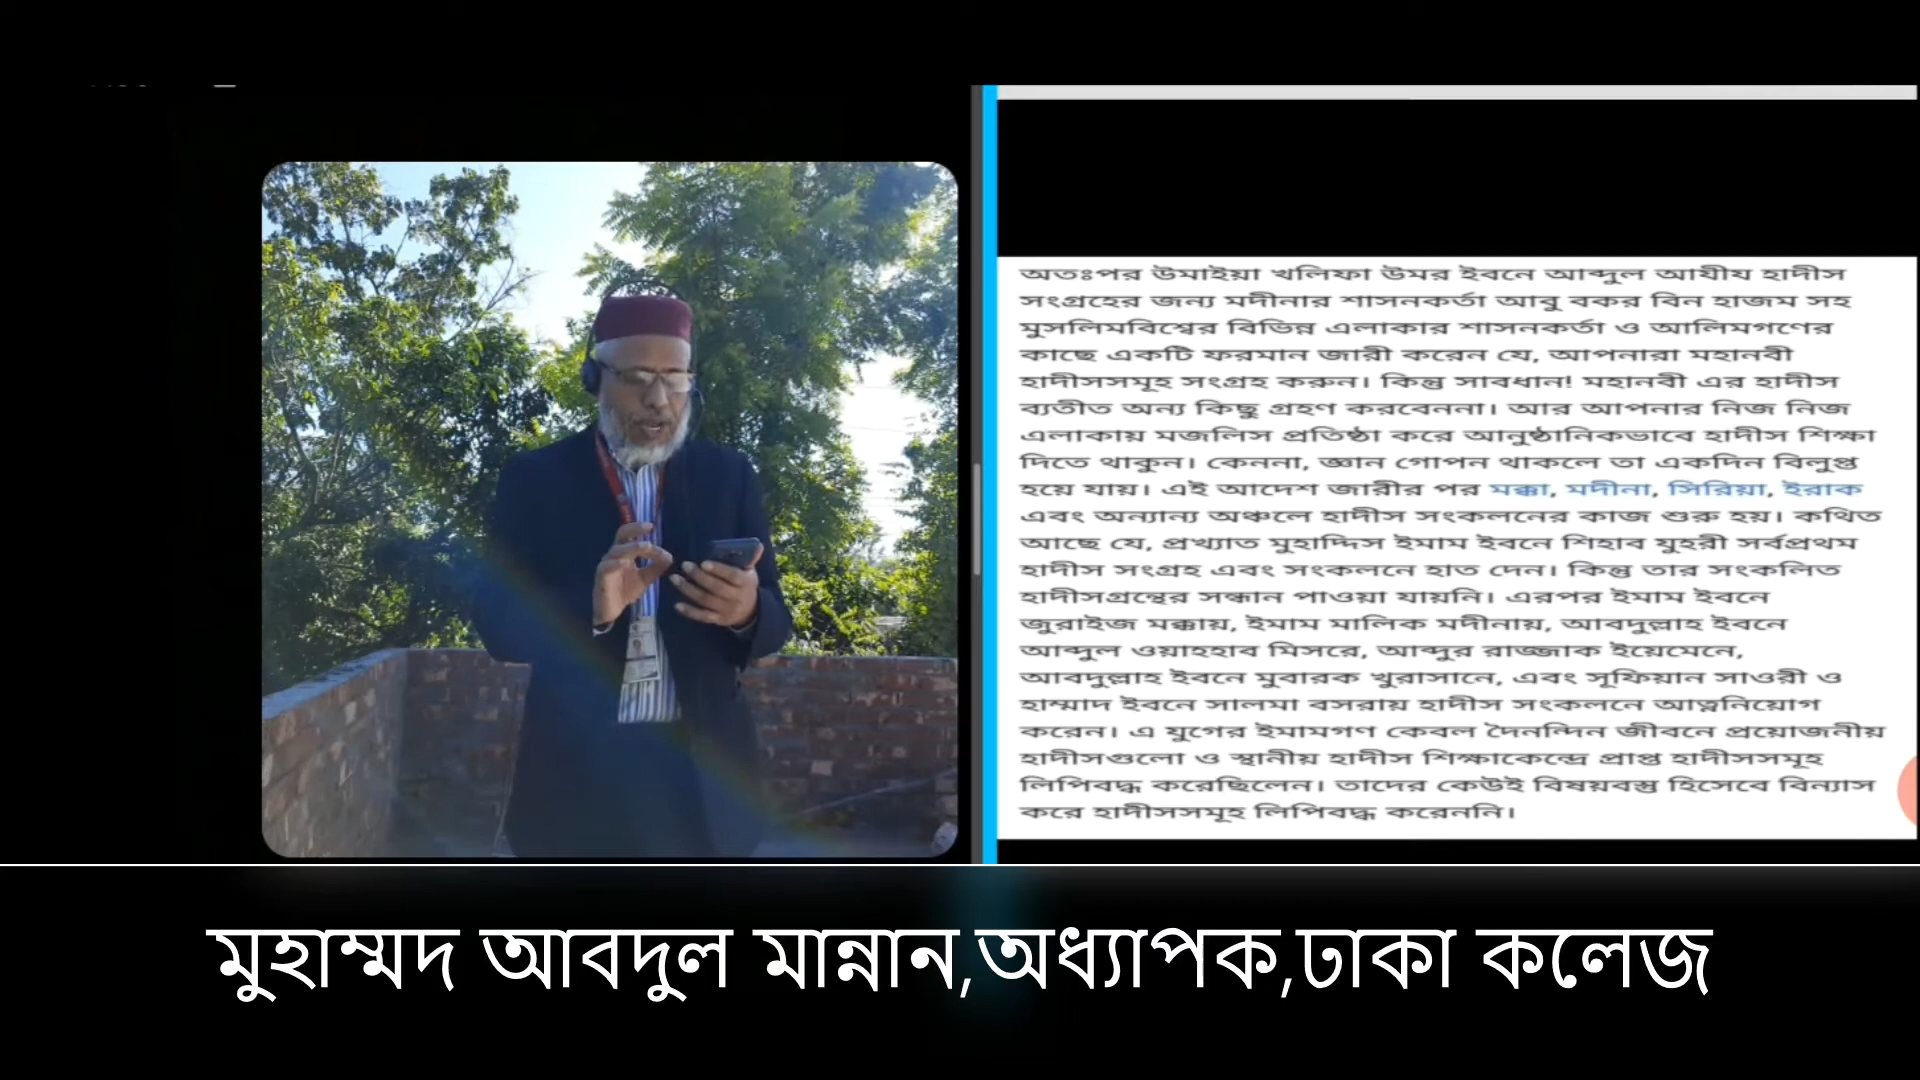 অতঃপর উমাইয়া খলিফা উমর ইবনে আব্দুল আযীয হাদীস
সংগ্রহের জন্য মদীনার শাসনকর্তা আবু বকর বিন হাজম সহ
মুসলিমবিশ্বের বিভিন্ন এলাকার শাসনকর্তা ও আলিমগণের
কাছে একটি ফরমান জারী করেন যে, আপনারা মহানবী
হাদীসসমূহ সংগ্রহ করুন। কিন্তু সাবধান! মহানবী এর হাদীস
ব্যতীত অন্য কিছু গ্রহণ করবেননা। আর আপনার নিজ নিজ
এলাকায় মজলিস প্রতিষ্ঠা করে আনুষ্ঠানিকভাবে হাদীস শিক্ষা
দিতে থাকুন। কেননা, জ্ঞান গোপন থাকলে তা একদিন বিলুপ্ত
হয়ে যায়। এই আদেশ জারীর পর মক্কা, মদীনা, সিরিয়া, ইরাক
এবং অন্যান্য অঞ্চলে হাদীস সংকলনের কাজ শুরু হয়। কথিত
আছে যে, প্রখ্যাত মুহাদ্দিস ইমাম ইবনে শিহাব যুহরী সর্বপ্রথম
হাদীস সংগ্রহ এবং সংকলনে হাত দেন। কিন্তু তার সংকলিত
হাদীসগ্রন্থের সন্ধান পাওয়া যায়নি। এরপর ইমাম ইবনে
জুরাইজ মক্কায়, ইমাম মালিক মদীনায়, আবদুল্লাহ ইবনে
আব্দুল ওয়াহহাব মিসরে, আব্দুর রাজ্জাক ইয়েমেনে,
আবদুল্লাহ ইবনে মুবারক খুরাসানে, এবং সূফিয়ান সাওরী ও
হাম্মাদ ইবনে সালমা বসরায় হাদীস সংকলনে আত্ননিয়োগ
করেন। এ যুগের ইমামগণ কেবল দৈনন্দিন জীবনে প্রয়োজনীয়
হাদীসগুলো ও স্থানীয় হাদীস শিক্ষাকেন্দ্রে প্রাপ্ত হাদীসসমূহ
লিপিবদ্ধ করেছিলেন। তাদের কেউই বিষয়বস্তু হিসেবে বিন্যাস
করে হাদীসসমূহ লিপিবদ্ধ করেননি।
মুহাম্মদ আবদুল মান্নান,অধ্যাপক,ঢাকা কলেজ